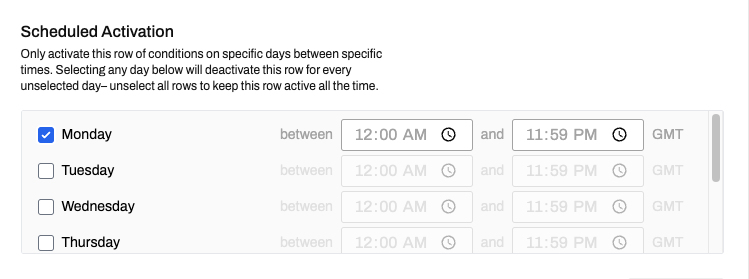 Scheduled Activation
Only activate this row of conditions on specific days between specific
times. Selecting any day below will deactivate this row for every
unselected day– unselect all rows to keep this row active all the time.
Monday between 12:00 AM and 11:59 PM GMT
Tuesday between 12:00 AM and 11:59 PM GMT
Wednesday between 12:00 AM and 11:59 PM GMT
Thursday between 12:00 AM and 11:59 PM GMT